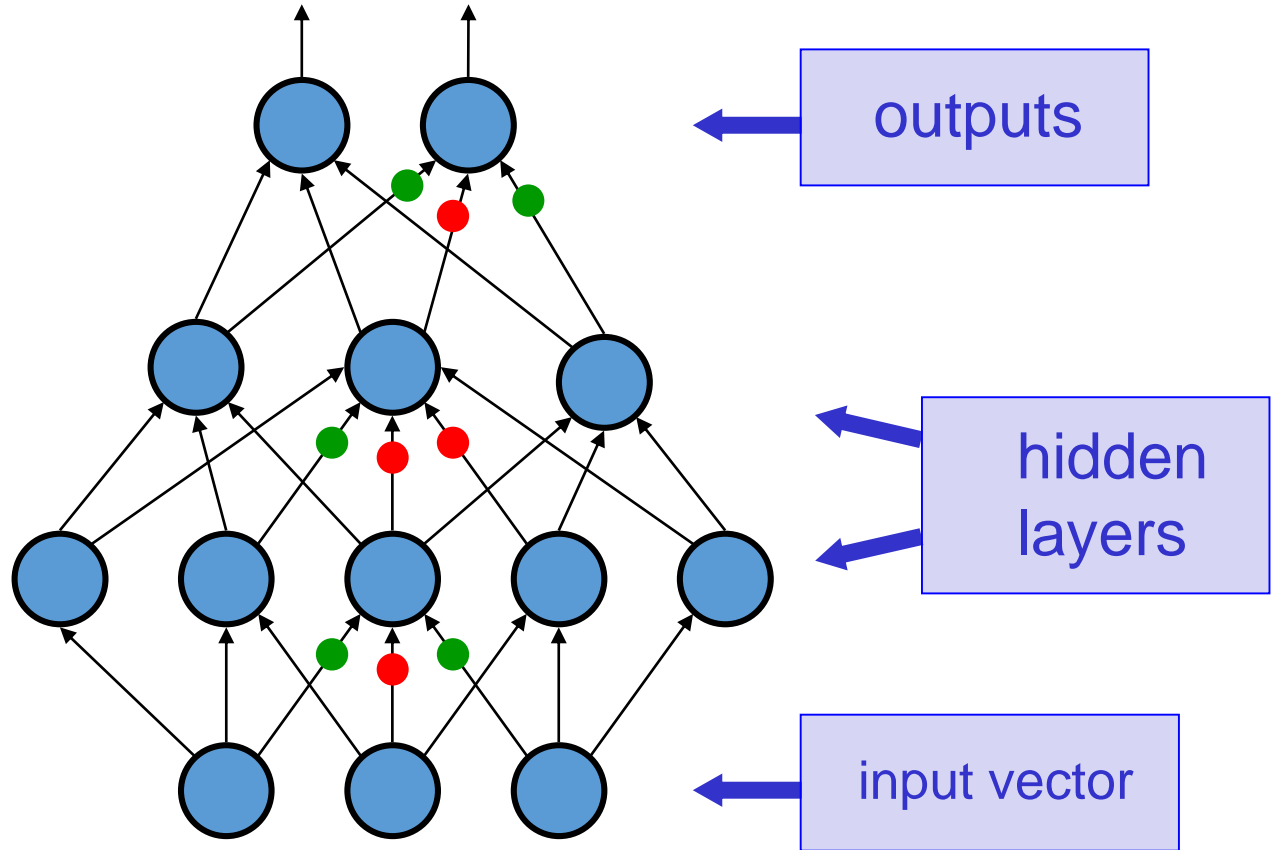 outputs
hidden
layers
input vector